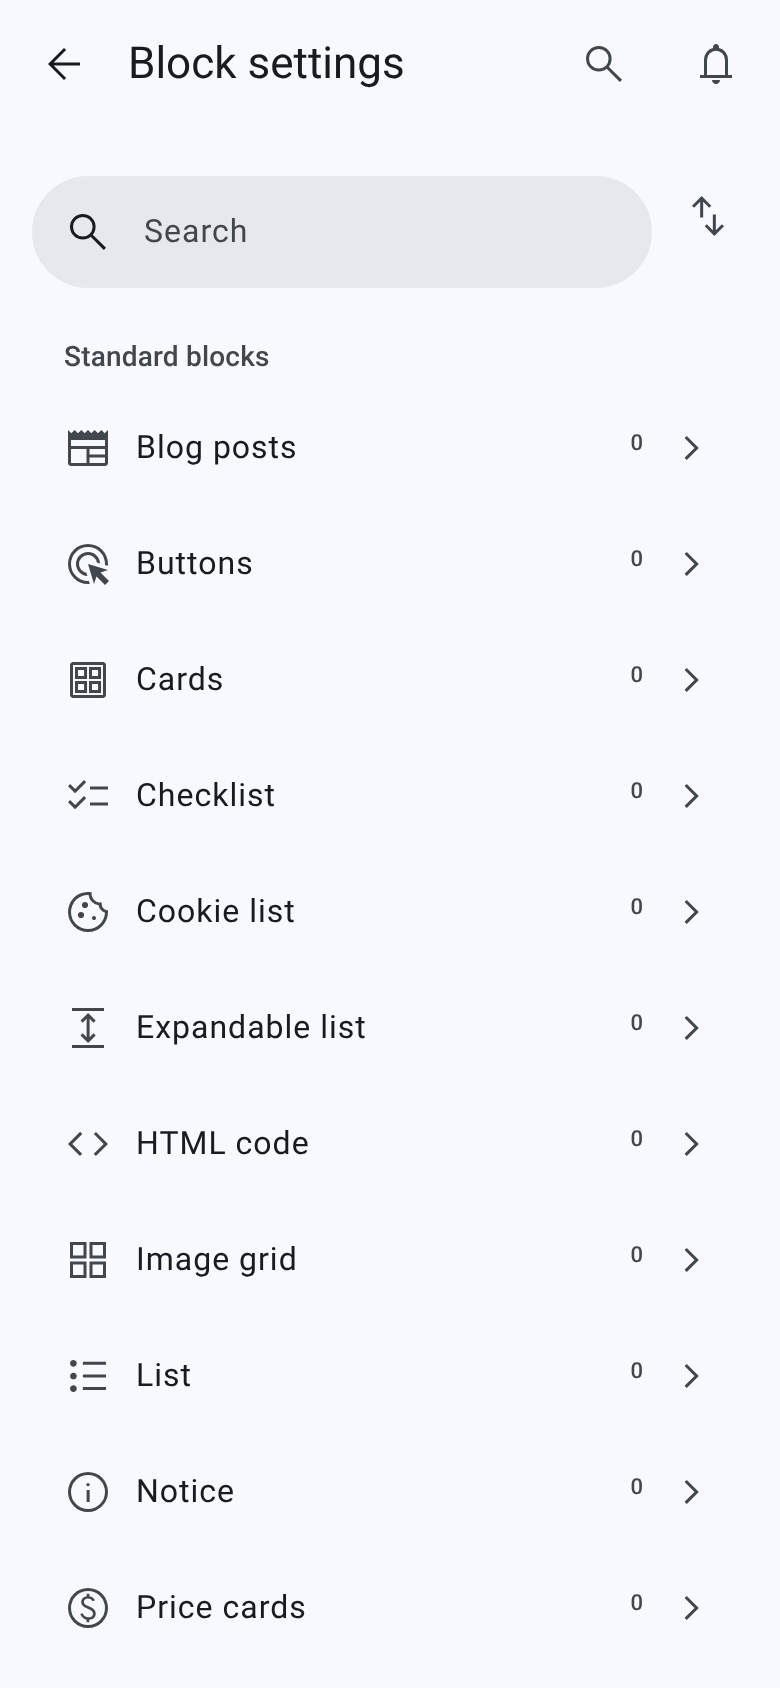 Block settings
Search
Standard blocks
Blog posts 0
Buttons 0
Cards 0
Checklist 0
Cookie list 0
Expandable list 0
HTML code 0
Image grid 0
List 0
Notice 0
Price cards 0